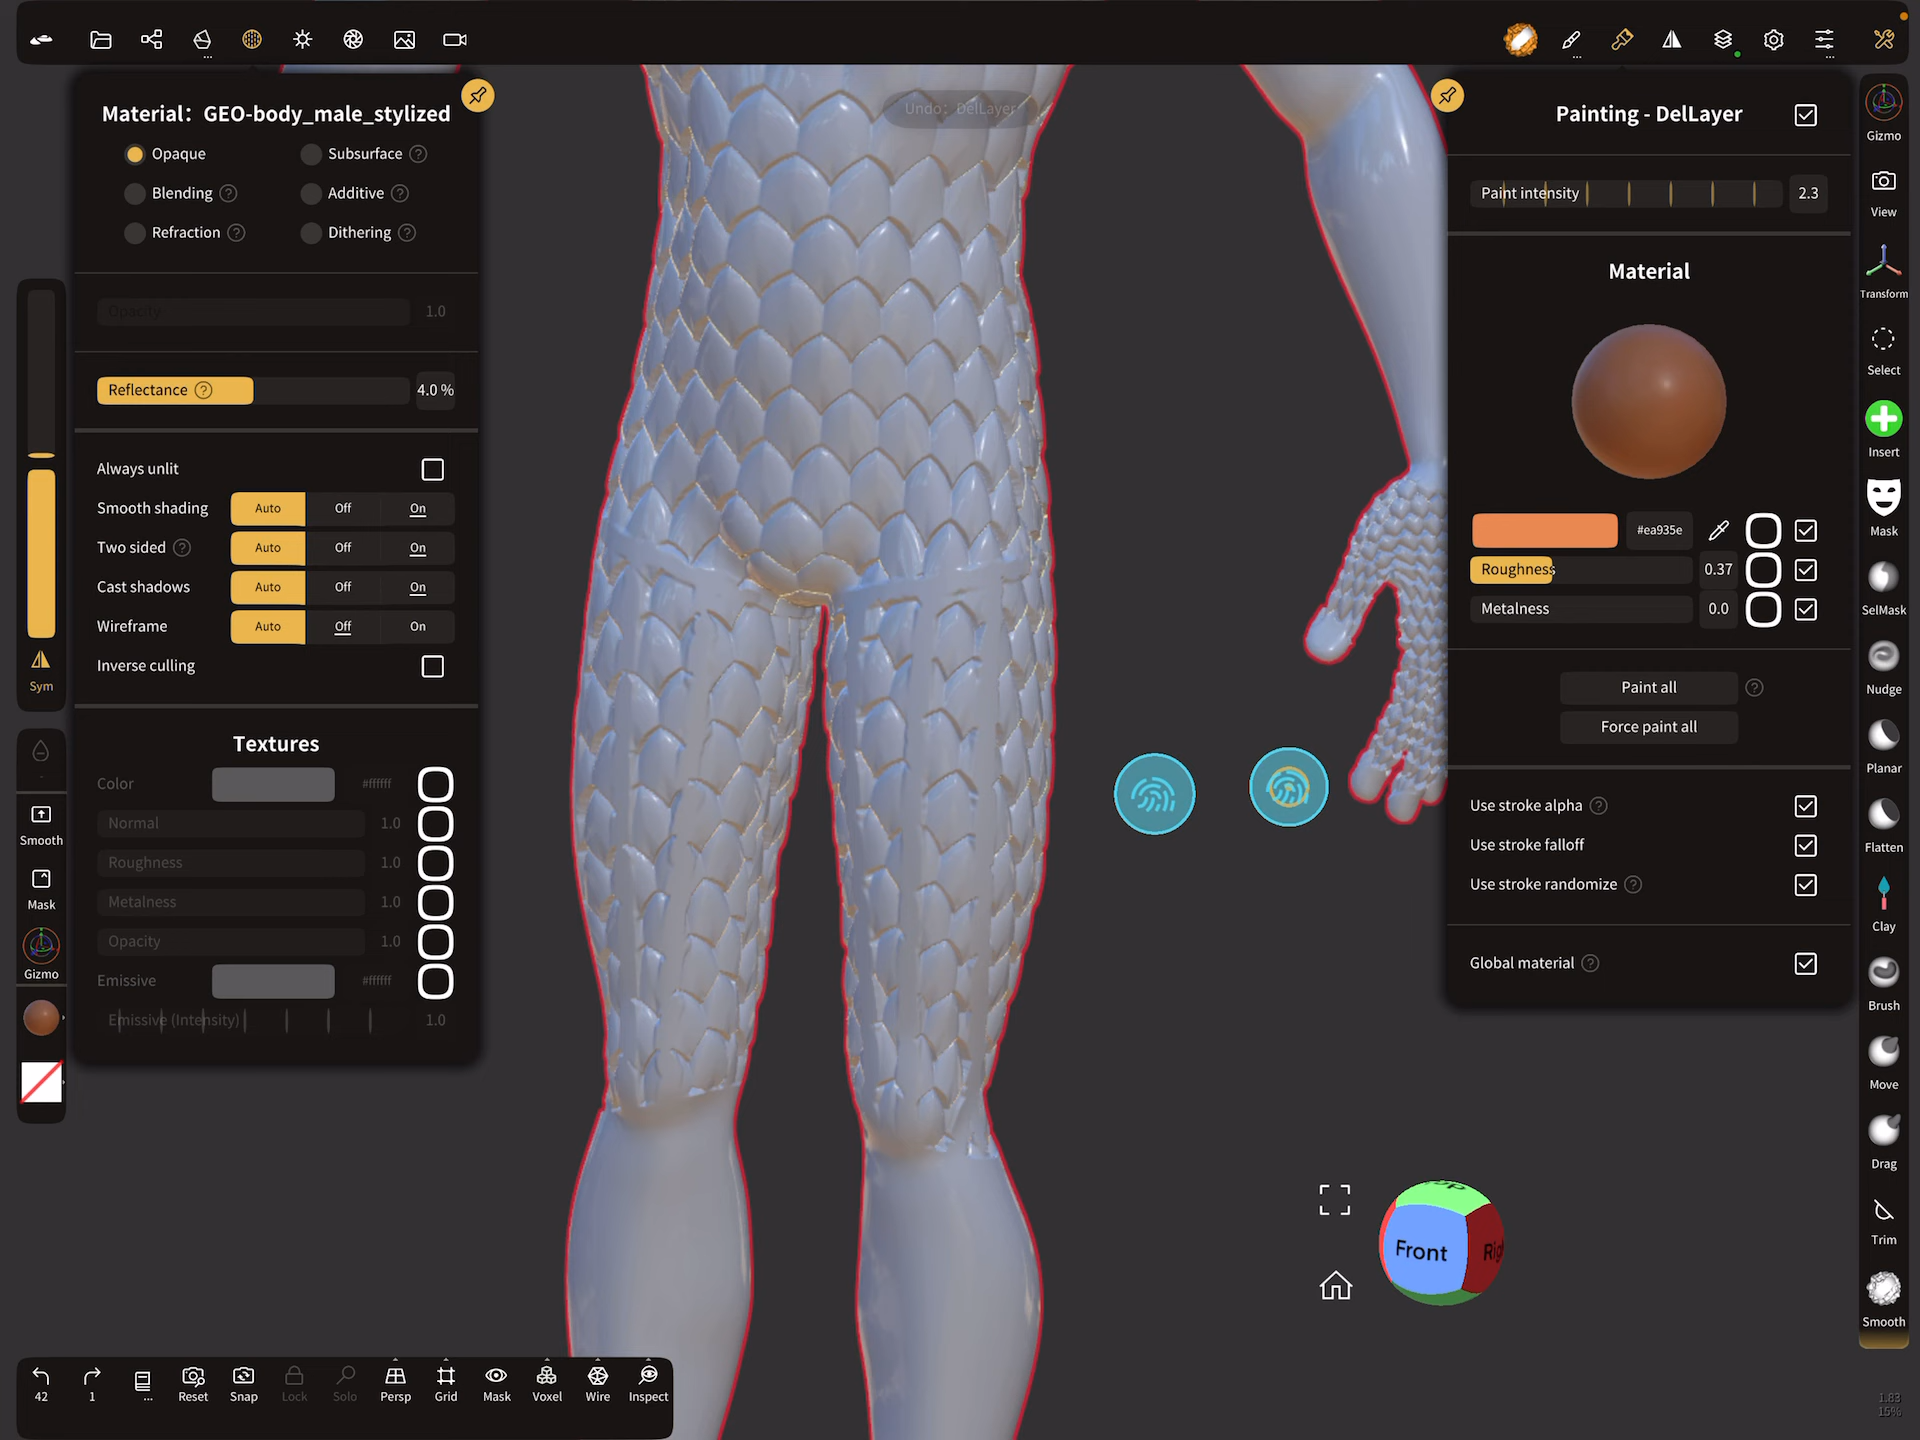 Material: GEO-body_male_stylized
Opaque
Subsurface
Blending
Additive
Refraction
Dithering
Opacity 1.0
Reflectance 4.0 %
Always unlit
Smooth shading Auto Off On
Two sided Auto Off On
Cast shadows Auto Off On
Wireframe Auto Off On
Inverse culling
Textures
Color #ffffff
Normal 1.0
Roughness 1.0
Metalness 1.0
Opacity 1.0
Emissive #ffffff
Emissive (Intensity) 1.0
Sym
Smooth
Mask
Gizmo
Undo: DelLayer
Painting - DelLayer
Paint intensity 2.3
Material
#ea935e
Roughness 0.37
Metalness 0.0
Paint all
Force paint all
Use stroke alpha
Use stroke falloff
Use stroke randomize
Global material
Gizmo
View
Transform
Select
Insert
Mask
SelMask
Nudge
Planar
Flatten
Clay
Brush
Move
Drag
Trim
Smooth
Front
42
1
...
Reset
Snap
Lock
Solo
Persp
Grid
Mask
Voxel
Wire
Inspect
1.83
15%